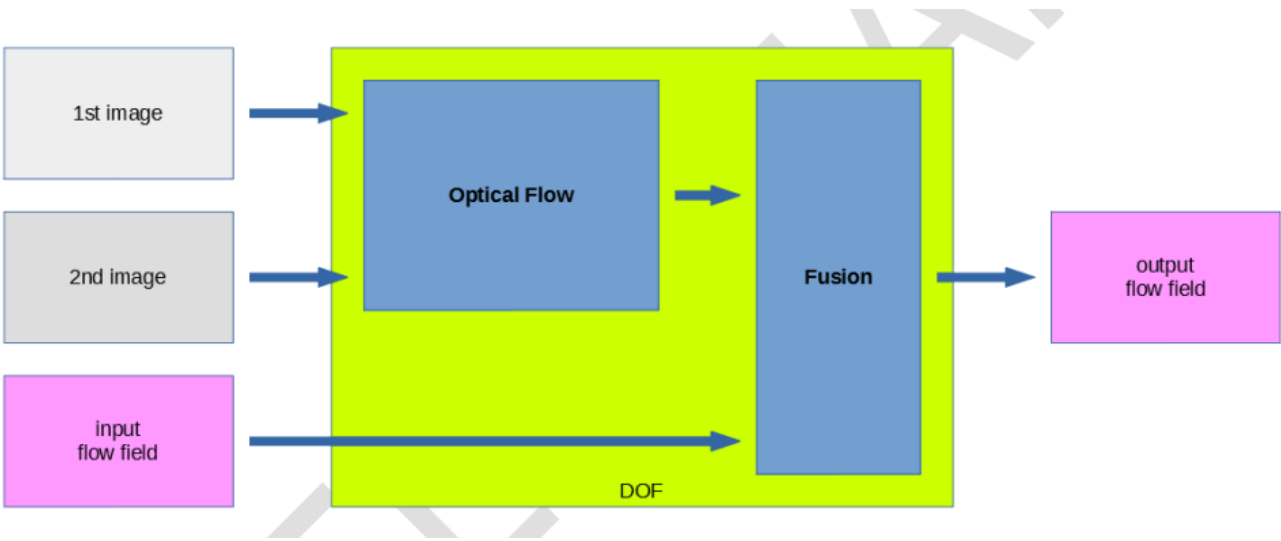 1st image
2nd image
input
flow field
Optical Flow
Fusion
DOF
output
flow field